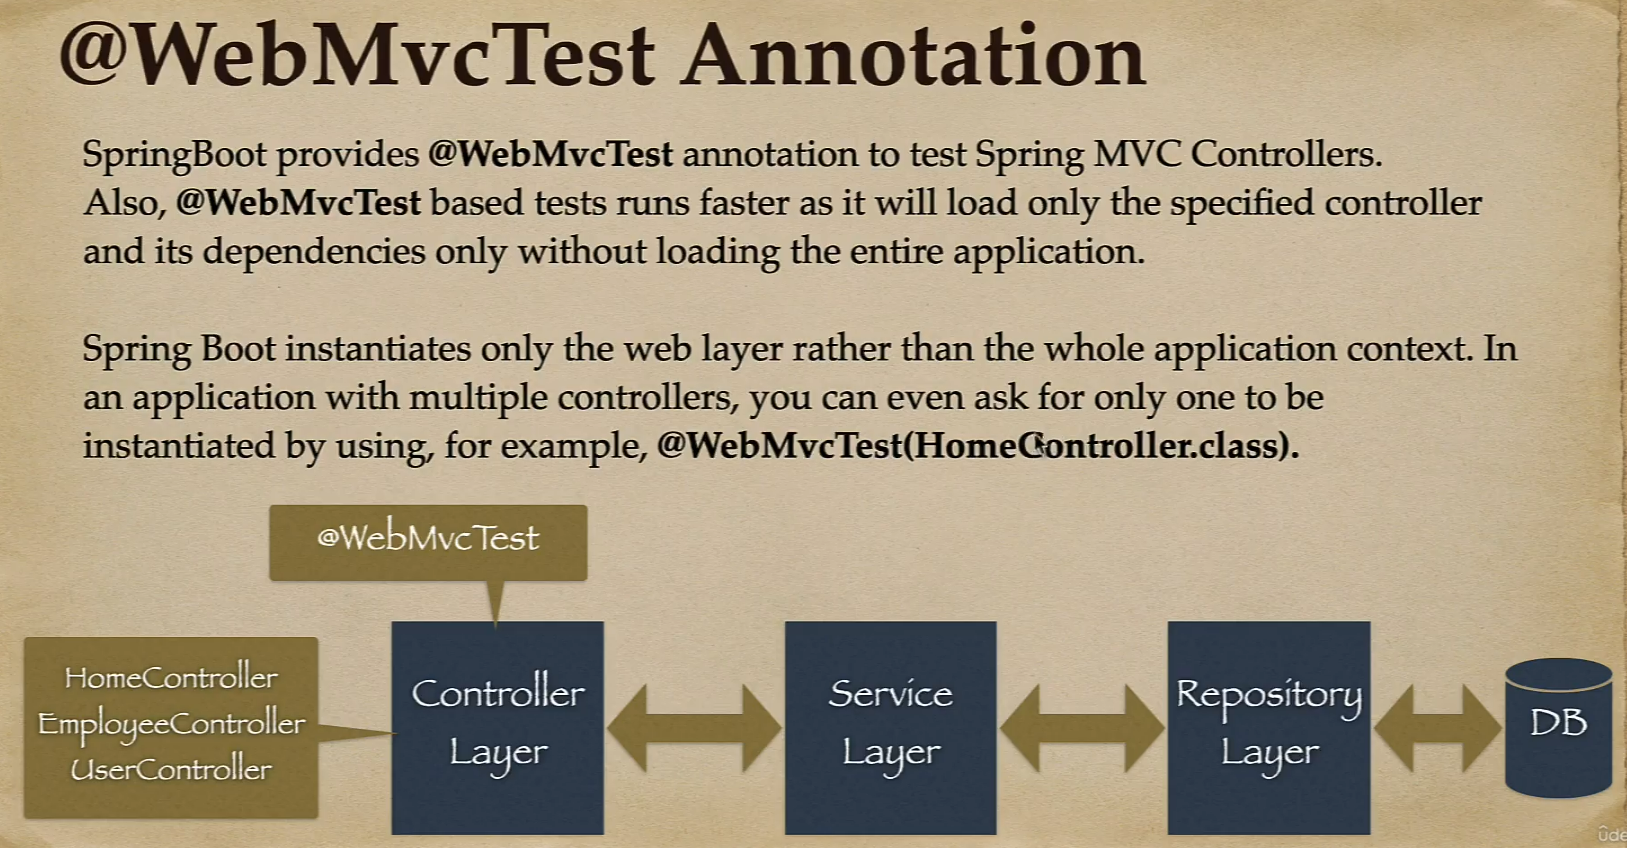 @WebMvcTest Annotation
SpringBoot provides @WebMvcTest annotation to test Spring MVC Controllers.
Also, @WebMvcTest based tests runs faster as it will load only the specified controller
and its dependencies only without loading the entire application.
Spring Boot instantiates only the web layer rather than the whole application context. In
an application with multiple controllers, you can even ask for only one to be
instantiated by using, for example, @WebMvcTest(HomeController.class).
@WebMvcTest
HomeController
EmployeeController
UserController
Controller
Layer
Service
Layer
Repository
Layer
DB